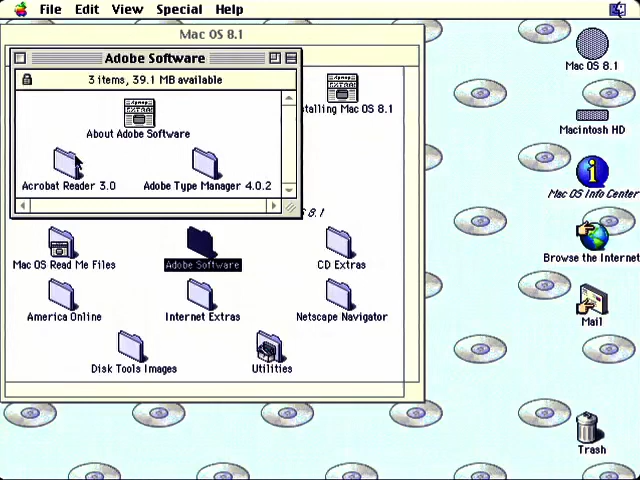 File Edit View Special Help
Mac OS 8.1
Adobe Software
3 items, 39.1 MB available
About Adobe Software
Acrobat Reader 3.0
Adobe Type Manager 4.0.2
stalling Mac OS 8.1
8.1
Mac OS Read Me Files
Adobe Software
CD Extras
America Online
Internet Extras
Netscape Navigator
Disk Tools Images
Utilities
Mac OS 8.1
Macintosh HD
Mac OS Info Center
Browse the Internet
Mail
Trash